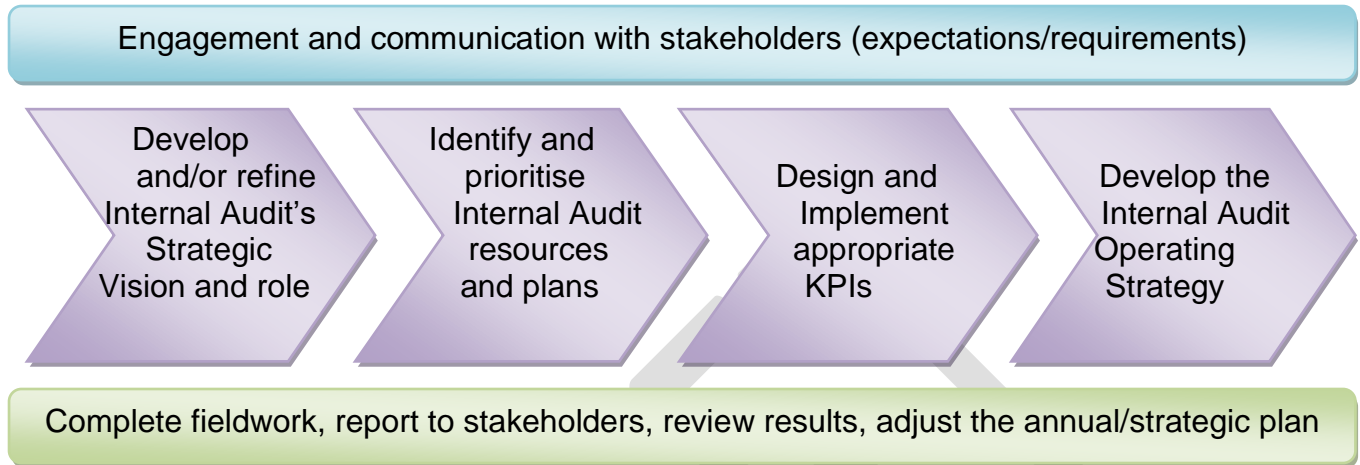 Engagement and communication with stakeholders (expectations/requirements)
Develop
and/or refine
Internal Audit’s
Strategic
Vision and role
Identify and
prioritise
Internal Audit
resources
and plans
Design and
Implement
appropriate
KPIs
Develop the
Internal Audit
Operating
Strategy
Complete fieldwork, report to stakeholders, review results, adjust the annual/strategic plan